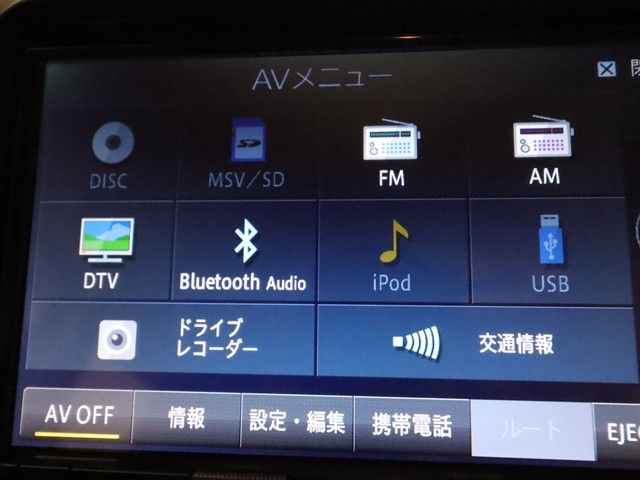 AVメニュー
DISC
MSV／SD
FM
AM
DTV
Bluetooth Audio
iPod
USB
ドライブ
レコーダー
交通情報
AV OFF
情報
設定・編集
携帯電話
ルート